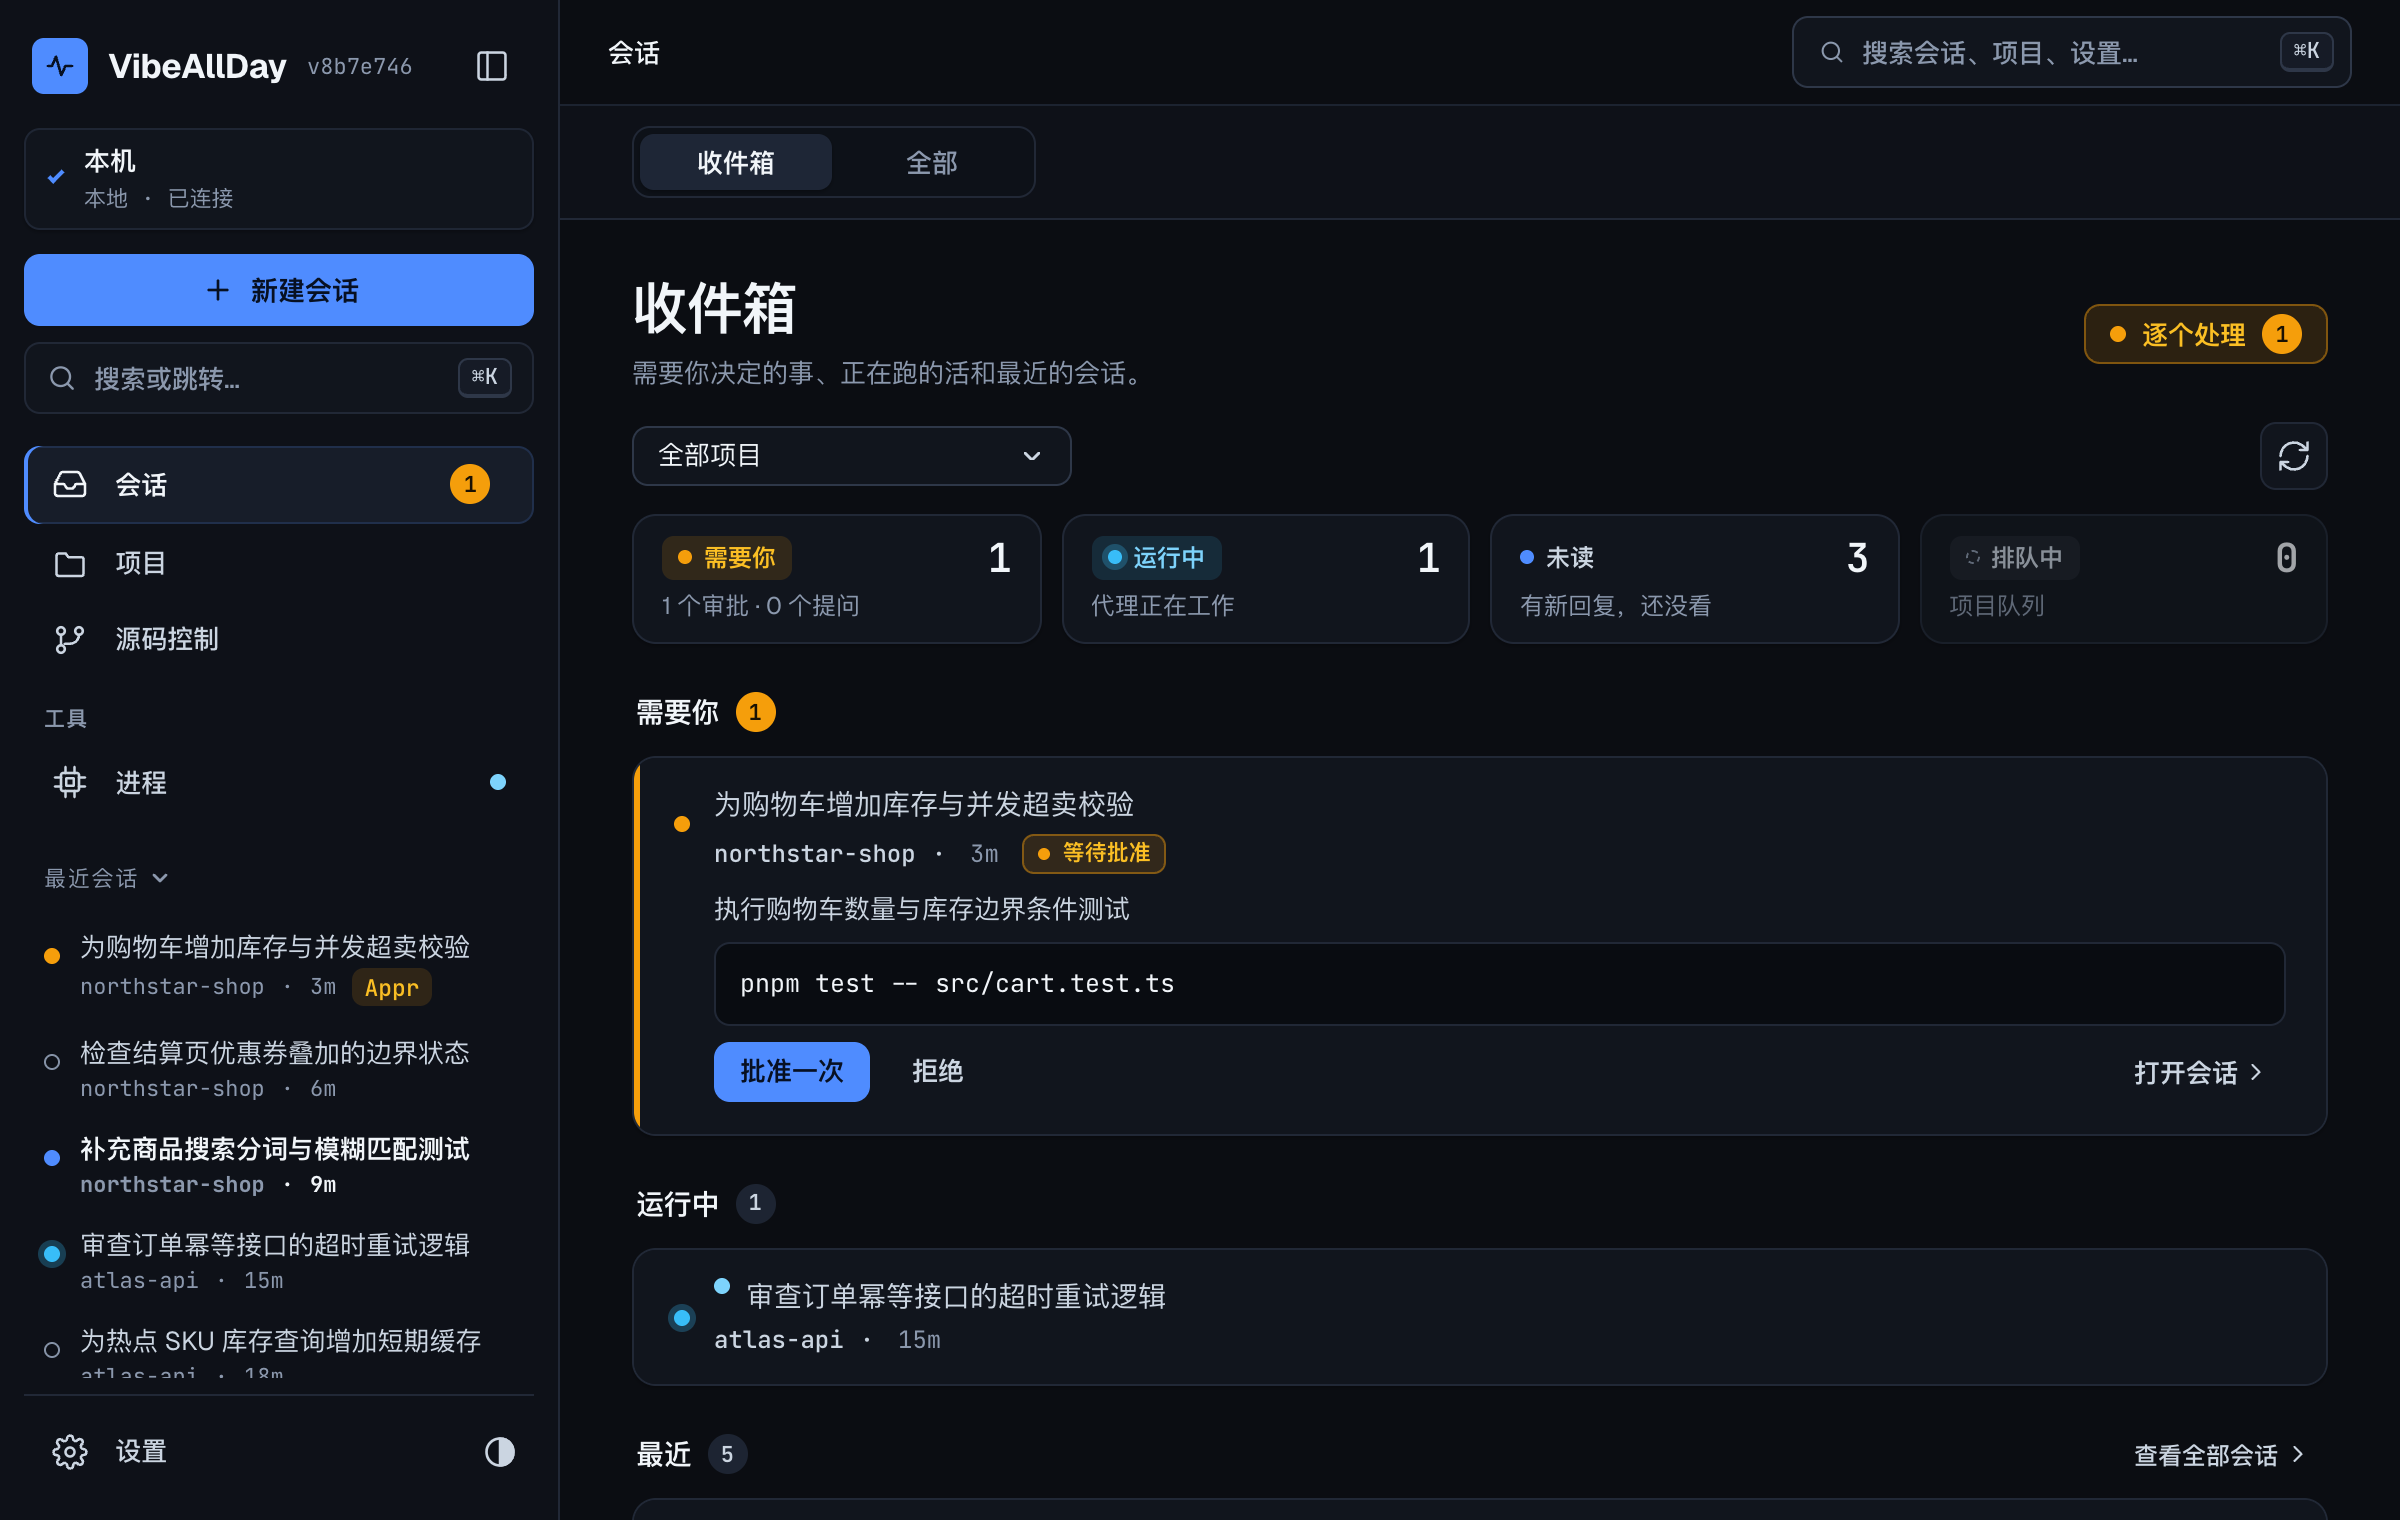 VibeAllDay v8b7e746
本机
本地 · 已连接
+ 新建会话
搜索或跳转… ⌘K
会话 1
项目
源码控制
工具
进程
最近会话
为购物车增加库存与并发超卖校验
northstar-shop · 3m Appr
检查结算页优惠券叠加的边界状态
northstar-shop · 6m
补充商品搜索分词与模糊匹配测试
northstar-shop · 9m
审查订单幂等接口的超时重试逻辑
atlas-api · 15m
为热点 SKU 库存查询增加短期缓存
atlas-api · 18m
设置
会话
搜索会话、项目、设置… ⌘K
收件箱 全部
收件箱
需要你决定的事、正在跑的活和最近的会话。
逐个处理 1
全部项目
需要你 1
1 个审批 · 0 个提问
运行中 1
代理正在工作
未读 3
有新回复，还没看
排队中 0
项目队列
需要你 1
为购物车增加库存与并发超卖校验
northstar-shop · 3m 等待批准
执行购物车数量与库存边界条件测试
pnpm test -- src/cart.test.ts
批准一次 拒绝 打开会话
运行中 1
审查订单幂等接口的超时重试逻辑
atlas-api · 15m
最近 5 查看全部会话